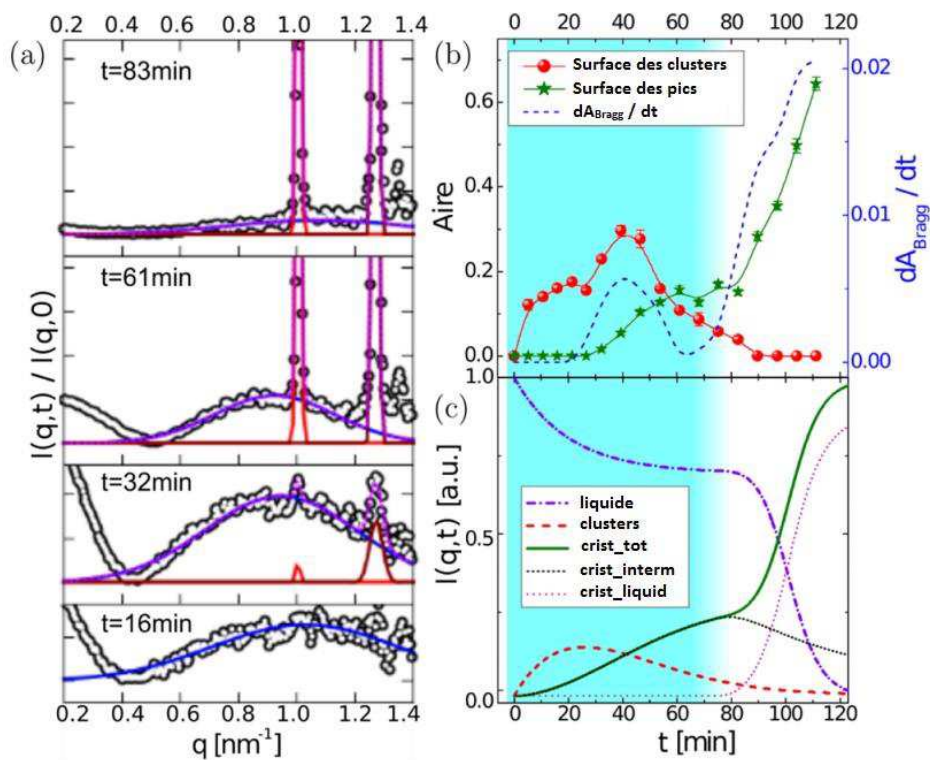 (a)
0.2 0.4 0.6 0.8 1.0 1.2 1.4
t=83min
t=61min
t=32min
t=16min
I(q,t) / I(q,0)
0.2 0.4 0.6 0.8 1.0 1.2 1.4
q [nm⁻¹]
0 20 40 60 80 100 120
(b)
Surface des clusters
Surface des pics
dA_Bragg / dt
Aire
0.6
0.4
0.2
0.0
0.02
0.01
0.00
dA_Bragg / dt
(c)
1.0
0.5
0.0
I(q,t) [a.u.]
liquide
clusters
crist_tot
crist_interm
crist_liquid
0 20 40 60 80 100 120
t [min]